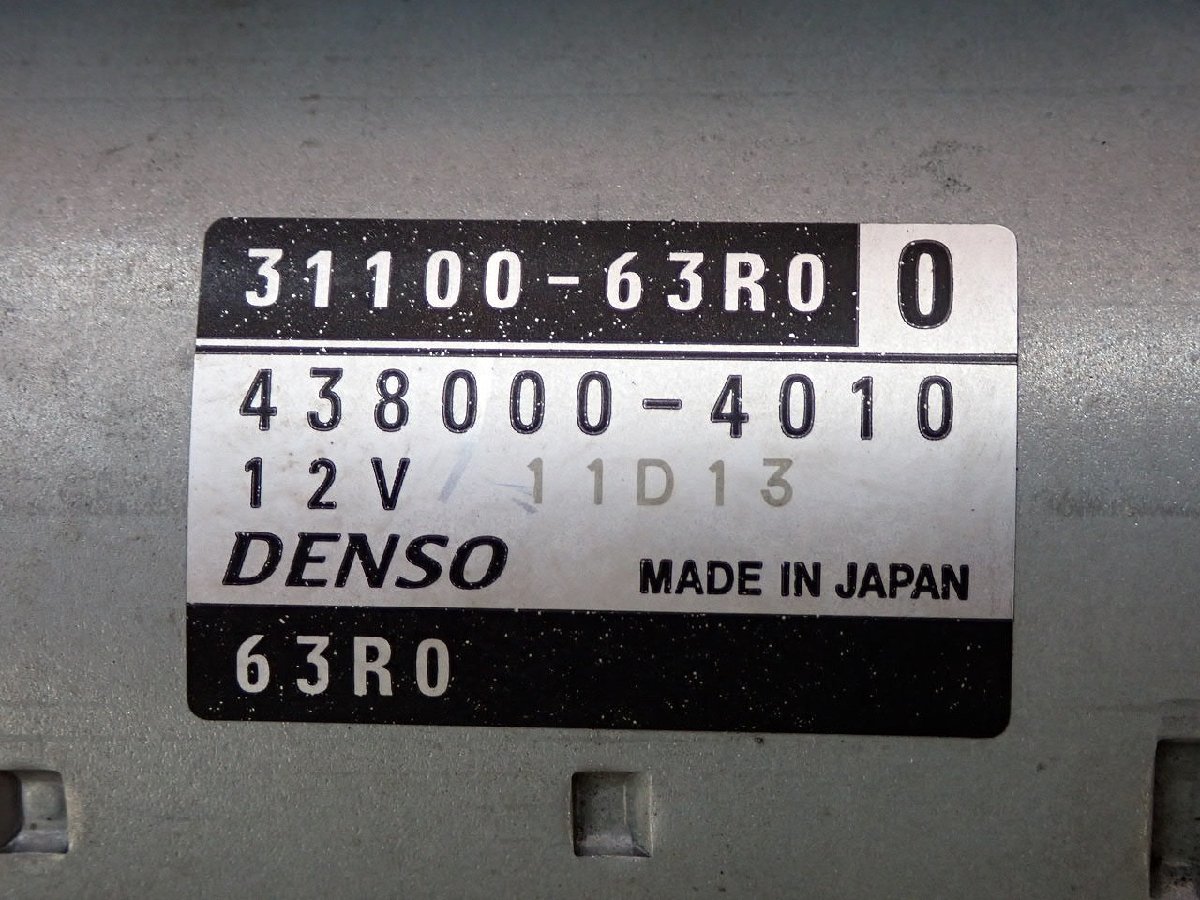 31100-63R0 0
438000-4010
12V 11D13
DENSO MADE IN JAPAN
63R0